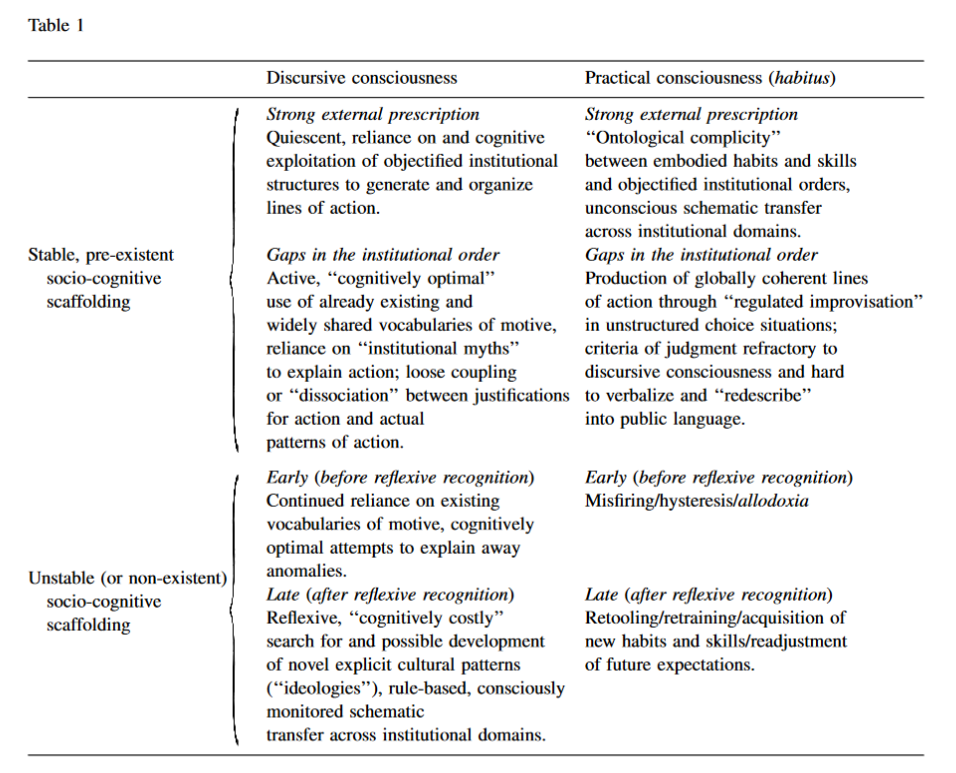 Table 1
Discursive consciousness
Practical consciousness (habitus)
Stable, pre-existent
socio-cognitive
scaffolding
Strong external prescription
Quiescent, reliance on and cognitive
exploitation of objectified institutional
structures to generate and organize
lines of action.
Strong external prescription
“Ontological complicity”
between embodied habits and skills
and objectified institutional orders,
unconscious schematic transfer
across institutional domains.
Gaps in the institutional order
Active, “cognitively optimal”
use of already existing and
widely shared vocabularies of motive,
reliance on “institutional myths”
to explain action; loose coupling
or “dissociation” between justifications
for action and actual
patterns of action.
Gaps in the institutional order
Production of globally coherent lines
of action through “regulated improvisation”
in unstructured choice situations;
criteria of judgment refractory to
discursive consciousness and hard
to verbalize and “redescribe”
into public language.
Unstable (or non-existent)
socio-cognitive
scaffolding
Early (before reflexive recognition)
Continued reliance on existing
vocabularies of motive, cognitively
optimal attempts to explain away
anomalies.
Early (before reflexive recognition)
Misfiring/hysteresis/allodoxia
Late (after reflexive recognition)
Reflexive, “cognitively costly”
search for and possible development
of novel explicit cultural patterns
(“ideologies”), rule-based, consciously
monitored schematic
transfer across institutional domains.
Late (after reflexive recognition)
Retooling/retraining/acquisition of
new habits and skills/readjustment
of future expectations.